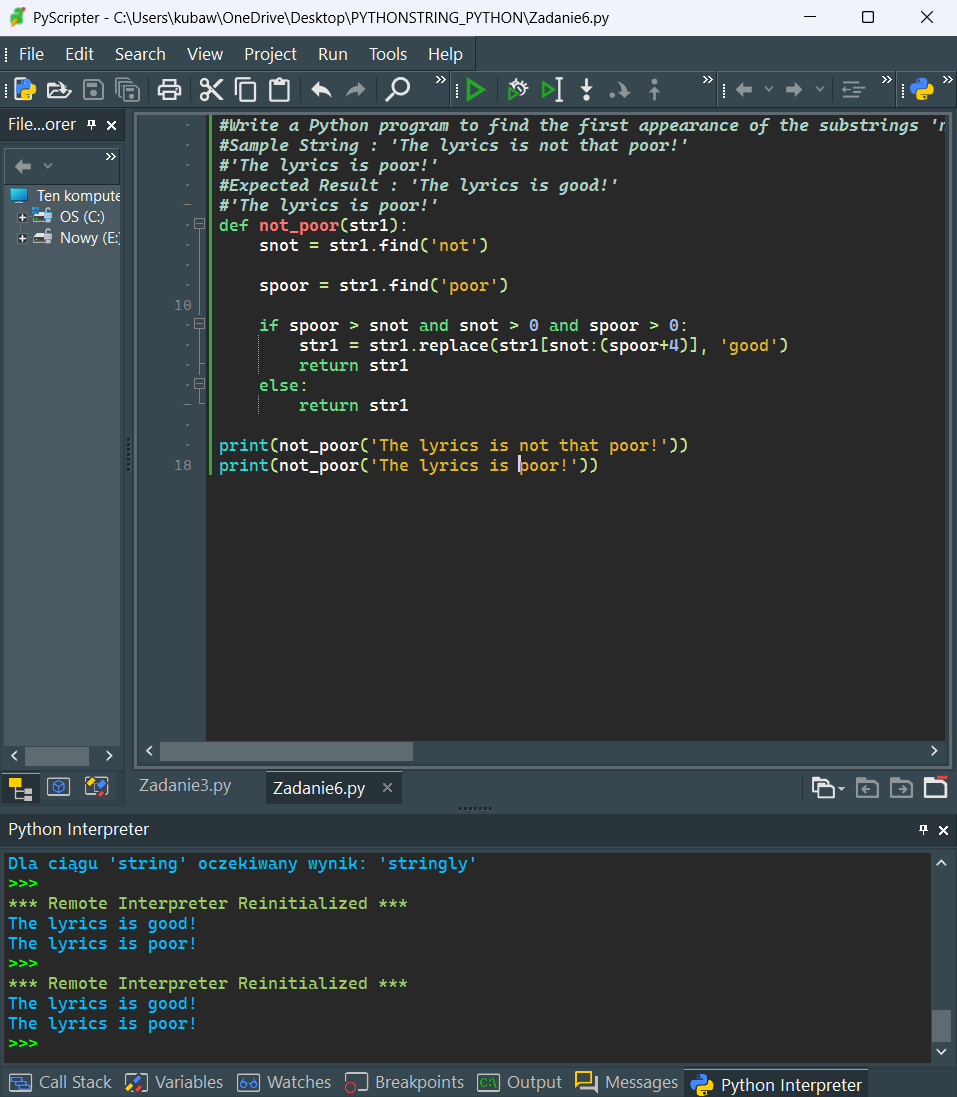 PyScripter - C:\Users\kubaw\OneDrive\Desktop\PYTHONSTRING_PYTHON\Zadanie6.py
File Edit Search View Project Run Tools Help
File...orer
Ten kompute
OS (C:)
Nowy (E:)
#Write a Python program to find the first appearance of the substrings 'n
#Sample String : 'The lyrics is not that poor!'
#'The lyrics is poor!'
#Expected Result : 'The lyrics is good!'
#'The lyrics is poor!'
def not_poor(str1):
    snot = str1.find('not')
    spoor = str1.find('poor')
10
    if spoor > snot and snot > 0 and spoor > 0:
        str1 = str1.replace(str1[snot:(spoor+4)], 'good')
        return str1
    else:
        return str1
print(not_poor('The lyrics is not that poor!'))
18 print(not_poor('The lyrics is poor!'))
Zadanie3.py Zadanie6.py
Python Interpreter
Dla ciągu 'string' oczekiwany wynik: 'stringly'
>>>
*** Remote Interpreter Reinitialized ***
The lyrics is good!
The lyrics is poor!
>>>
*** Remote Interpreter Reinitialized ***
The lyrics is good!
The lyrics is poor!
>>>
Call Stack Variables Watches Breakpoints Output Messages Python Interpreter